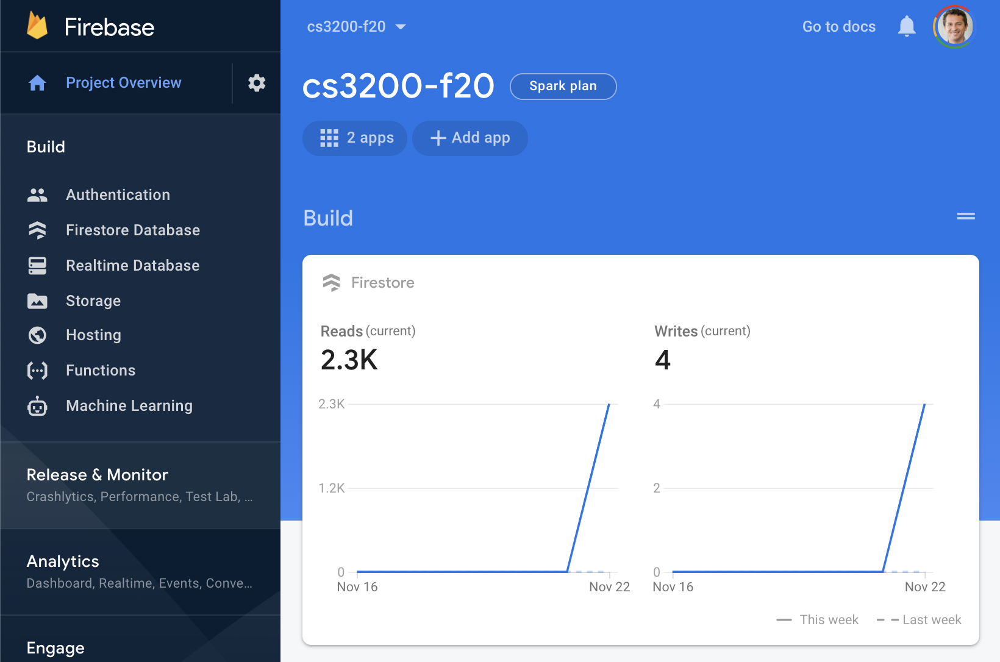 Firebase
Project Overview
Build
Authentication
Firestore Database
Realtime Database
Storage
Hosting
Functions
Machine Learning
Release & Monitor
Crashlytics, Performance, Test Lab, ...
Analytics
Dashboard, Realtime, Events, Conve...
Engage
cs3200-f20
Go to docs
cs3200-f20
Spark plan
2 apps
Add app
Build
Firestore
Reads (current)
2.3K
2.3K
1.2K
0
Nov 16
Nov 22
Writes (current)
4
4
2
0
Nov 16
Nov 22
This week
Last week